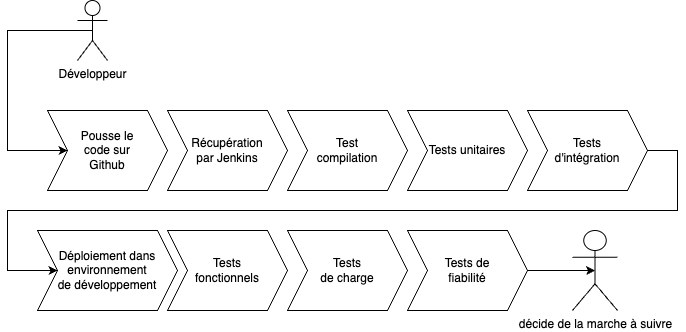 Développeur
Pousse le
code sur
Github
Récupération
par Jenkins
Test
compilation
Tests unitaires
Tests
d'intégration
Déploiement dans
environnement
de développement
Tests
fonctionnels
Tests
de charge
Tests de
fiabilité
décide de la marche à suivre